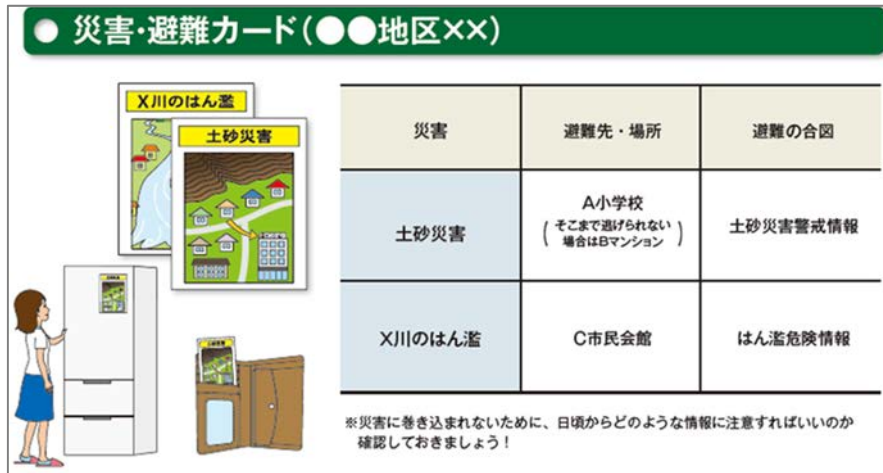 災害・避難カード（●●地区××）
X川のはん濫
土砂災害
災害
避難先・場所
避難の合図
土砂災害
A小学校
（そこまで逃げられない
場合はBマンション）
土砂災害警戒情報
X川のはん濫
C市民会館
はん濫危険情報
※災害に巻き込まれないために、日頃からどのような情報に注意すればいいのか
確認しておきましょう！